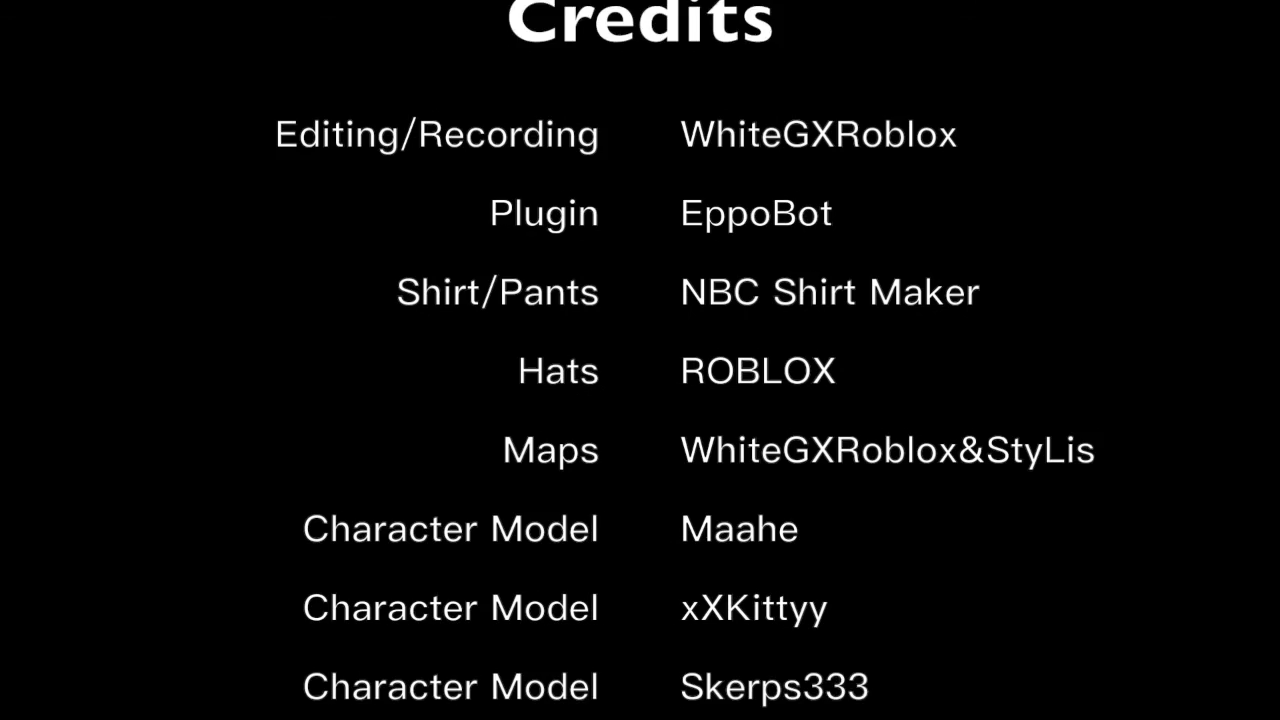 Credits
Editing/Recording WhiteGXRoblox
Plugin EppoBot
Shirt/Pants NBC Shirt Maker
Hats ROBLOX
Maps WhiteGXRoblox&StyLis
Character Model Maahe
Character Model xXKittyy
Character Model Skerps333